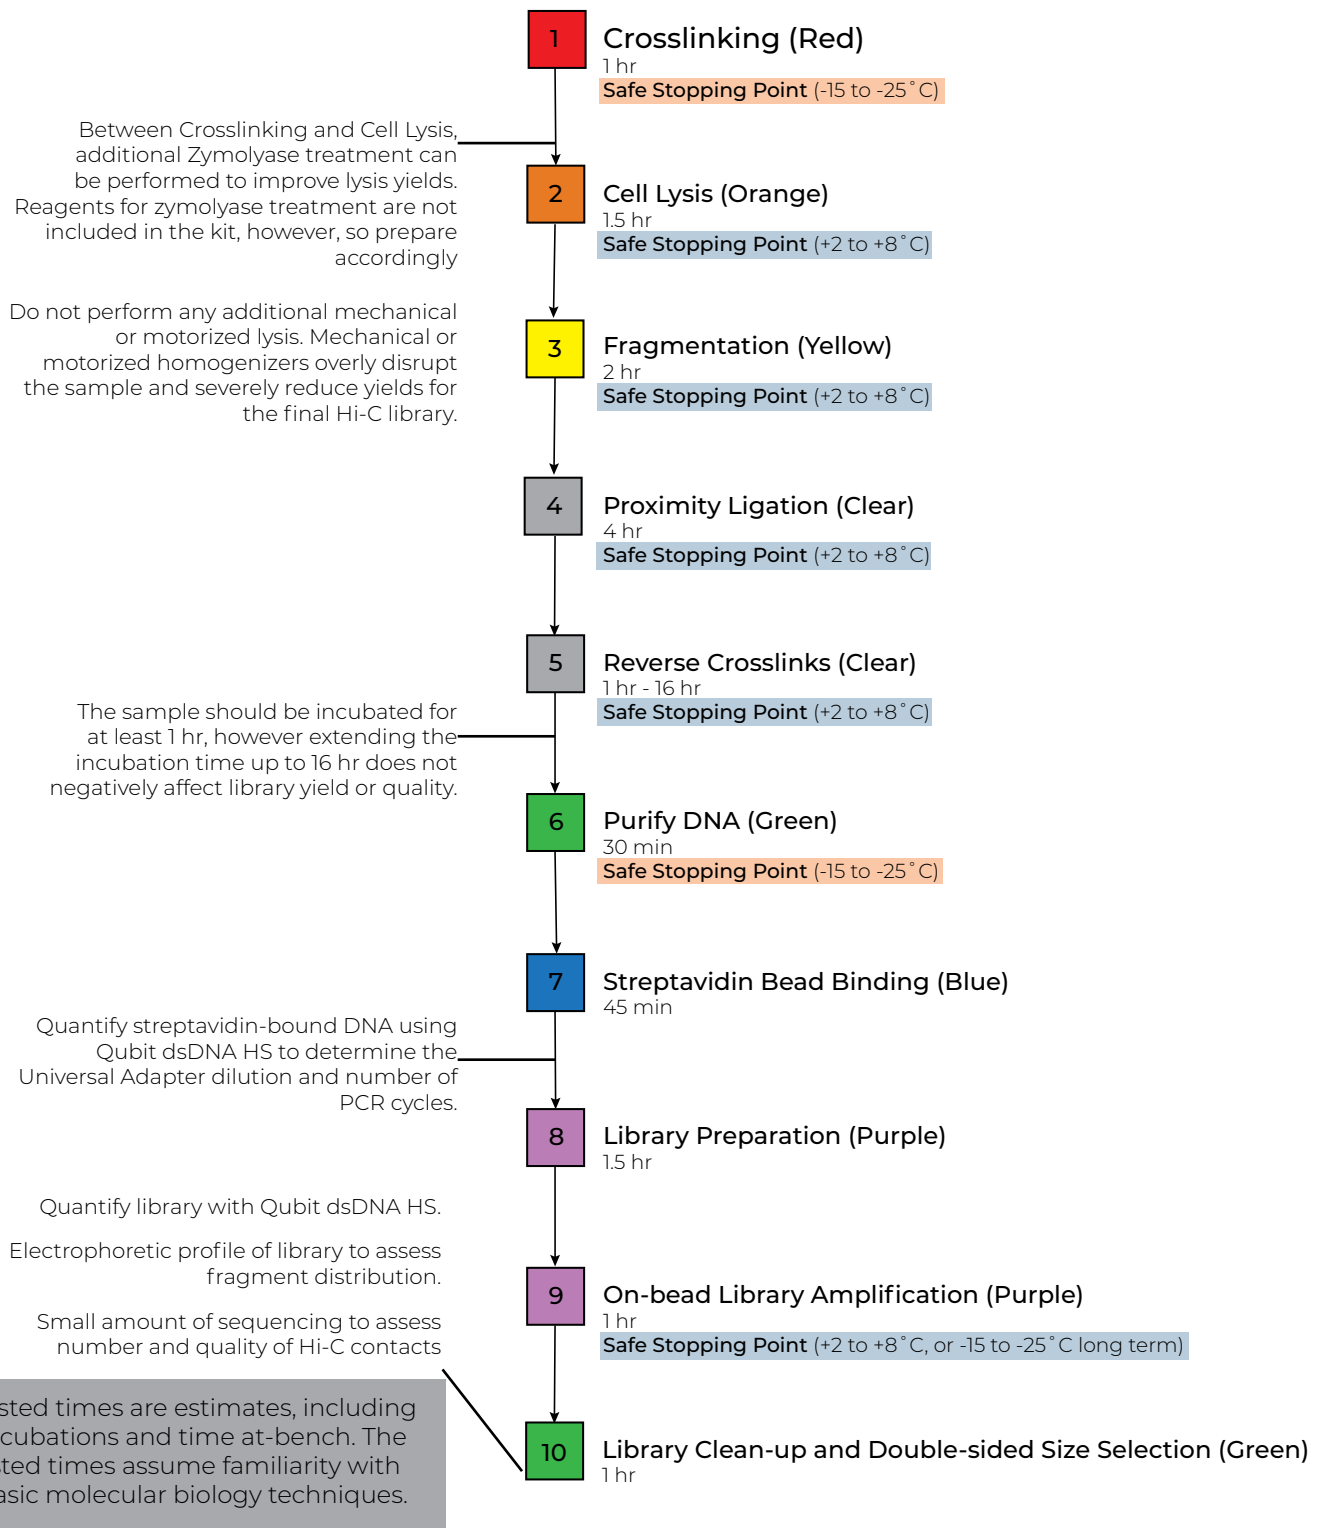 1
Crosslinking (Red)
1 hr
Safe Stopping Point (-15 to -25˚C)
Between Crosslinking and Cell Lysis,
additional Zymolyase treatment can
be performed to improve lysis yields.
Reagents for zymolyase treatment are not
included in the kit, however, so prepare
accordingly
2
Cell Lysis (Orange)
1.5 hr
Safe Stopping Point (+2 to +8˚C)
Do not perform any additional mechanical
or motorized lysis. Mechanical or
motorized homogenizers overly disrupt
the sample and severely reduce yields for
the final Hi-C library.
3
Fragmentation (Yellow)
2 hr
Safe Stopping Point (+2 to +8˚C)
4
Proximity Ligation (Clear)
4 hr
Safe Stopping Point (+2 to +8˚C)
5
Reverse Crosslinks (Clear)
1 hr - 16 hr
Safe Stopping Point (+2 to +8˚C)
The sample should be incubated for
at least 1 hr, however extending the
incubation time up to 16 hr does not
negatively affect library yield or quality.
6
Purify DNA (Green)
30 min
Safe Stopping Point (-15 to -25˚C)
7
Streptavidin Bead Binding (Blue)
45 min
Quantify streptavidin-bound DNA using
Qubit dsDNA HS to determine the
Universal Adapter dilution and number of
PCR cycles.
8
Library Preparation (Purple)
1.5 hr
Quantify library with Qubit dsDNA HS.
Electrophoretic profile of library to assess
fragment distribution.
Small amount of sequencing to assess
number and quality of Hi-C contacts
9
On-bead Library Amplification (Purple)
1 hr
Safe Stopping Point (+2 to +8˚C, or -15 to -25˚C long term)
10
Library Clean-up and Double-sided Size Selection (Green)
1 hr
times are estimates, including
and time at-bench. The
times assume familiarity with
molecular biology techniques.